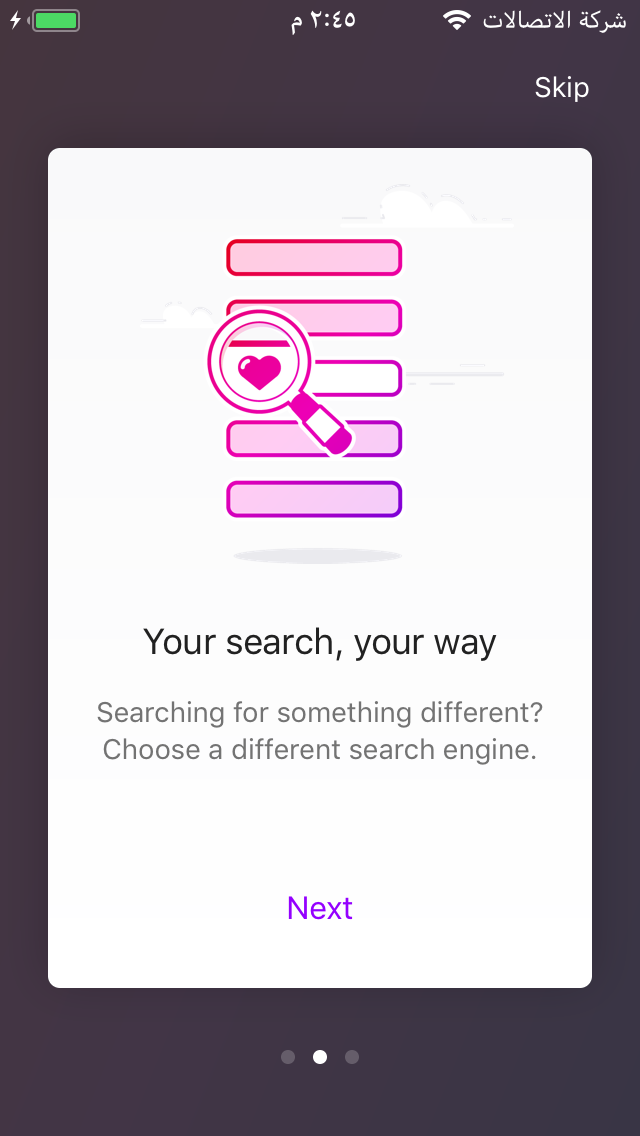 شركة الاتصالات
٢:٤٥ م
Skip
Your search, your way
Searching for something different?
Choose a different search engine.
Next